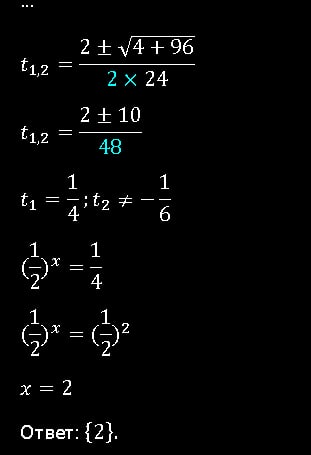 ...
t₁,₂ = (2 ± √(4 + 96)) / (2 × 24)
t₁,₂ = (2 ± 10) / 48
t₁ = 1/4; t₂ ≠ −1/6
(1/2)ˣ = 1/4
(1/2)ˣ = (1/2)²
x = 2
Ответ: {2}.